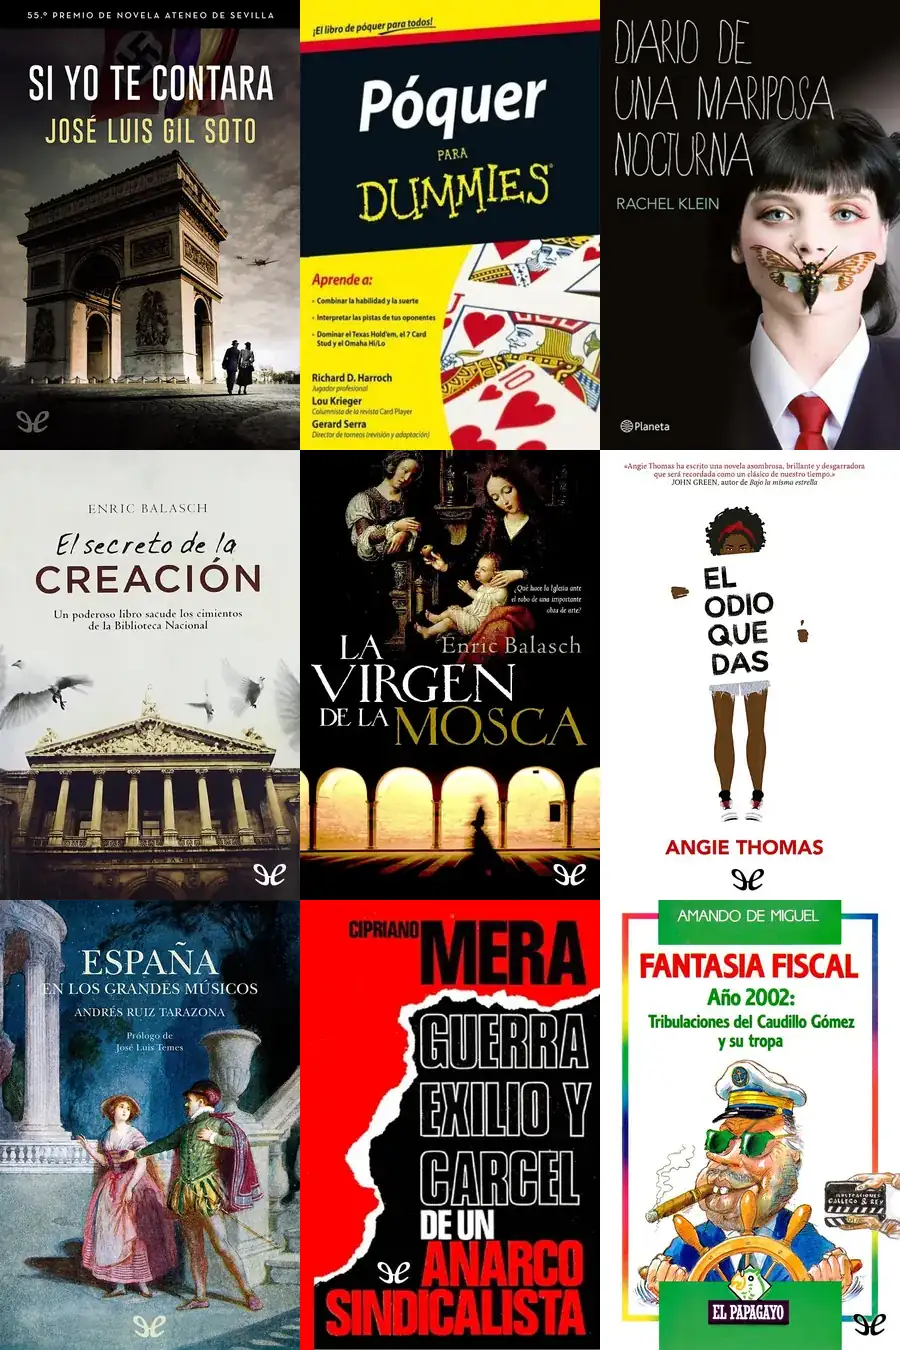 55.º PREMIO DE NOVELA ATENEO DE SEVILLA
SI YO TE CONTARA
JOSÉ LUIS GIL SOTO
¡El libro de póquer para todos!
Póquer
PARA
DUMMIES
Aprende a:
• Combinar la habilidad y la suerte
• Interpretar las pistas de tus oponentes
• Dominar el Texas Hold'em, el 7 Card
Stud y el Omaha Hi/Lo
Richard D. Harroch
Jugador profesional
Lou Krieger
Columnista de la revista Card Player
Gerard Serra
Director de torneos (revisión y adaptación)
DIARIO DE
UNA MARIPOSA
NOCTURNA
RACHEL KLEIN
Planeta
ENRIC BALASCH
El secreto de la
CREACIÓN
Un poderoso libro sacude los cimientos
de la Biblioteca Nacional
¿Qué hace la Iglesia ante
el robo de una importante
obra de arte?
Enric Balasch
LA
VIRGEN
DE LA MOSCA
«Angie Thomas ha escrito una novela asombrosa, brillante y desgarradora
que será recordada como un clásico de nuestro tiempo.»
JOHN GREEN, autor de Bajo la misma estrella
EL
ODIO
QUE
DAS
ANGIE THOMAS
ESPAÑA
EN LOS GRANDES MÚSICOS
ANDRÉS RUIZ TARAZONA
Prólogo de
José Luis Temes
CIPRIANO MERA
GUERRA
EXILIO Y
CARCEL
DE UN
ANARCO
SINDICALISTA
AMANDO DE MIGUEL
FANTASIA FISCAL
Año 2002:
Tribulaciones del Caudillo Gómez
y su tropa
ILUSTRACIONES
GALLEGO & REY
EL PAPAGAYO